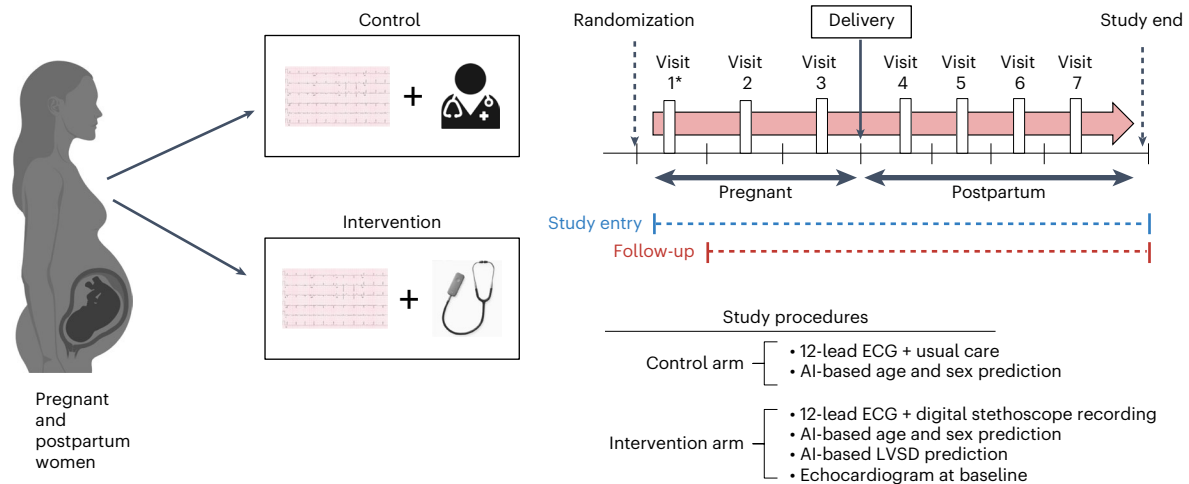 Control
Intervention
Pregnant
and
postpartum
women
Randomization
Delivery
Study end
Visit
1*
Visit
2
Visit
3
Visit
4
Visit
5
Visit
6
Visit
7
Pregnant
Postpartum
Study entry
Follow-up
Study procedures
Control arm
• 12-lead ECG + usual care
• AI-based age and sex prediction
Intervention arm
• 12-lead ECG + digital stethoscope recording
• AI-based age and sex prediction
• AI-based LVSD prediction
• Echocardiogram at baseline